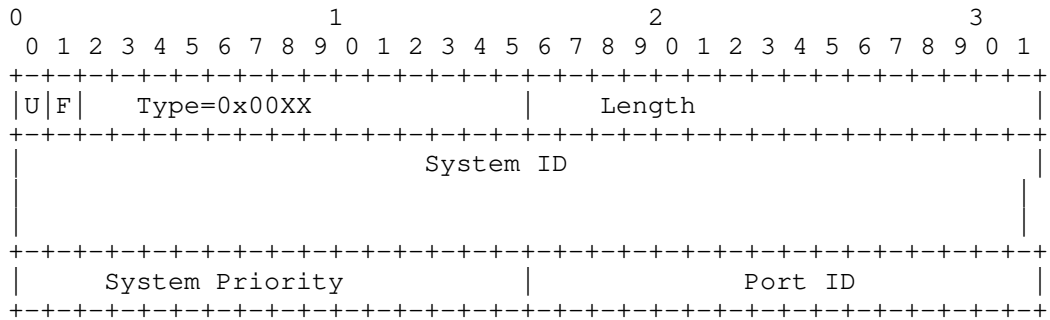 0                   1                   2                   3
 0 1 2 3 4 5 6 7 8 9 0 1 2 3 4 5 6 7 8 9 0 1 2 3 4 5 6 7 8 9 0 1
+-+-+-+-+-+-+-+-+-+-+-+-+-+-+-+-+-+-+-+-+-+-+-+-+-+-+-+-+-+-+-+-+
|U|F|   Type=0x00XX             |    Length                     |
+-+-+-+-+-+-+-+-+-+-+-+-+-+-+-+-+-+-+-+-+-+-+-+-+-+-+-+-+-+-+-+-+
|                         System ID                             |
|                                                              |
|                                                              |
+-+-+-+-+-+-+-+-+-+-+-+-+-+-+-+-+-+-+-+-+-+-+-+-+-+-+-+-+-+-+-+-+
|     System Priority           |             Port ID           |
+-+-+-+-+-+-+-+-+-+-+-+-+-+-+-+-+-+-+-+-+-+-+-+-+-+-+-+-+-+-+-+-+